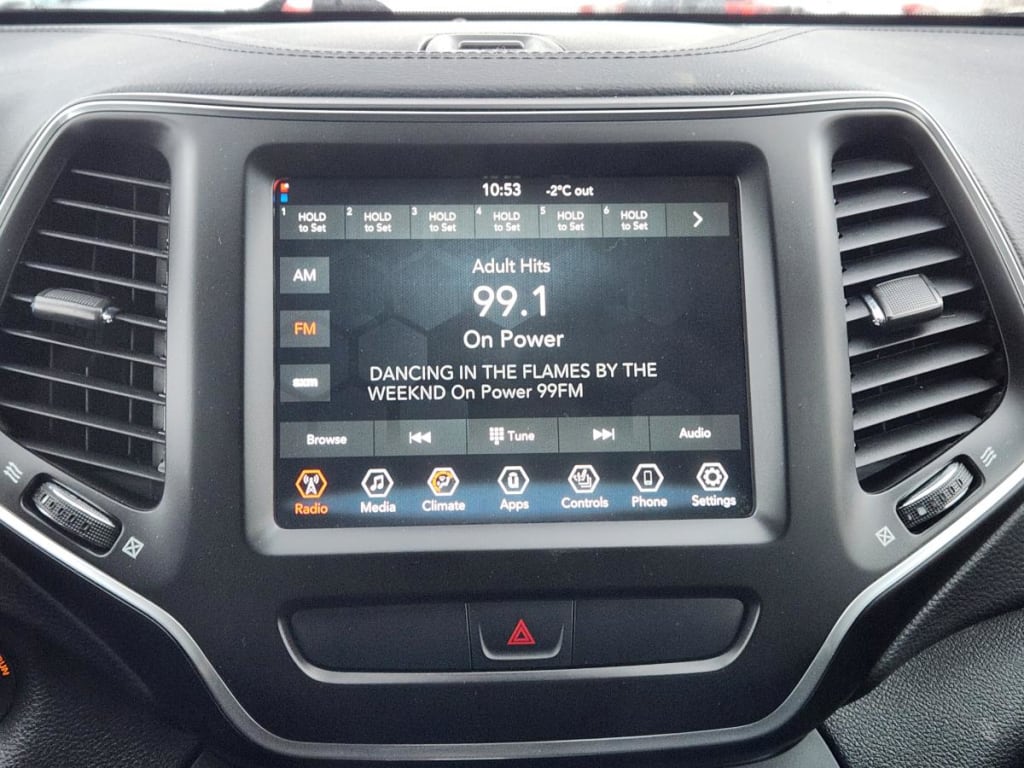 10:53 -2°C out
1 HOLD to Set 2 HOLD to Set 3 HOLD to Set 4 HOLD to Set 5 HOLD to Set 6 HOLD to Set >
AM
Adult Hits
99.1
FM
On Power
sxm
DANCING IN THE FLAMES BY THE
WEEKND On Power 99FM
Browse Tune Audio
Radio Media Climate Apps Controls Phone Settings
RUN